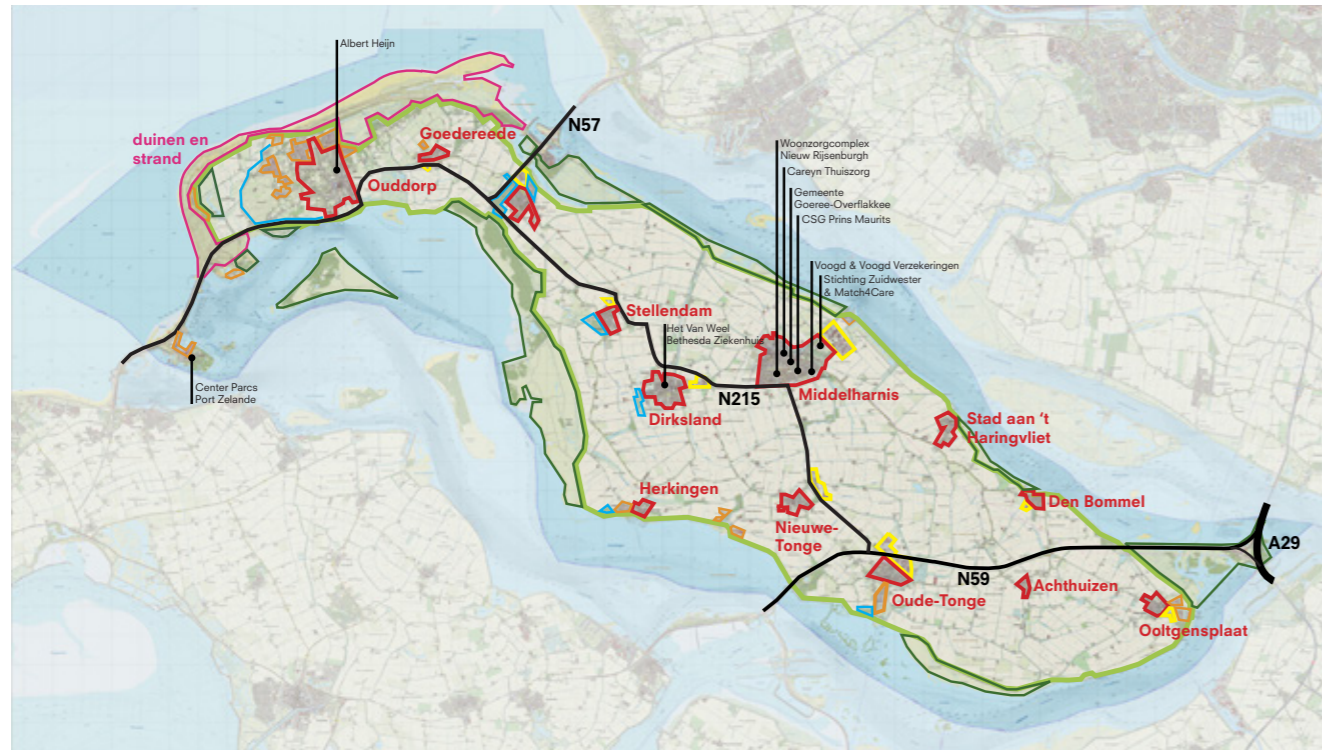 Albert Heijn
duinen en
strand
Goedereede
N57
Ouddorp
Woonzorgcomplex
Nieuw Rijsenburgh
Careyn Thuiszorg
Gemeente
Goeree-Overflakkee
CSG Prins Maurits
Voogd & Voogd Verzekeringen
Stichting Zuidwester
& Match4Care
Stellendam
Het Van Weel
Bethesda Ziekenhuis
Center Parcs
Port Zelande
N215
Middelharnis
Dirksland
Stad aan ‘t
Haringvliet
Herkingen
Den Bommel
Nieuwe-
Tonge
A29
N59
Achthuizen
Oude-Tonge
Ooltgensplaat